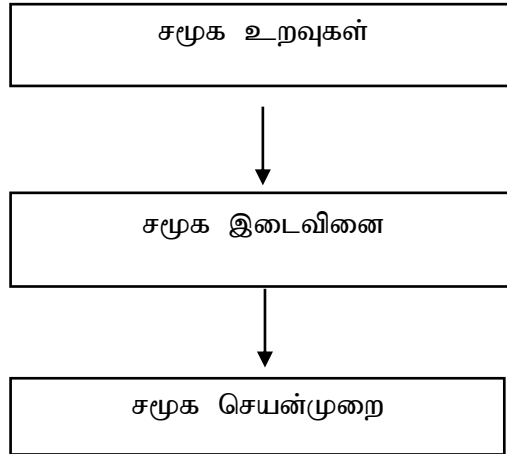 சமூக உறவுகள்
சமூக இடைவினை
சமூக செயன்முறை